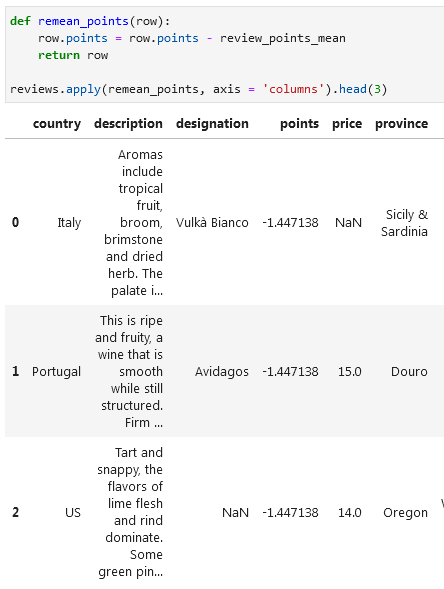 def remean_points(row):
    row.points = row.points - review_points_mean
    return row
reviews.apply(remean_points, axis = 'columns').head(3)
country description designation points price province
0 Italy Aromas include tropical fruit, broom, brimstone and dried herb. The palate i... Vulkà Bianco -1.447138 NaN Sicily & Sardinia
1 Portugal This is ripe and fruity, a wine that is smooth while still structured. Firm ... Avidagos -1.447138 15.0 Douro
2 US Tart and snappy, the flavors of lime flesh and rind dominate. Some green pin... NaN -1.447138 14.0 Oregon